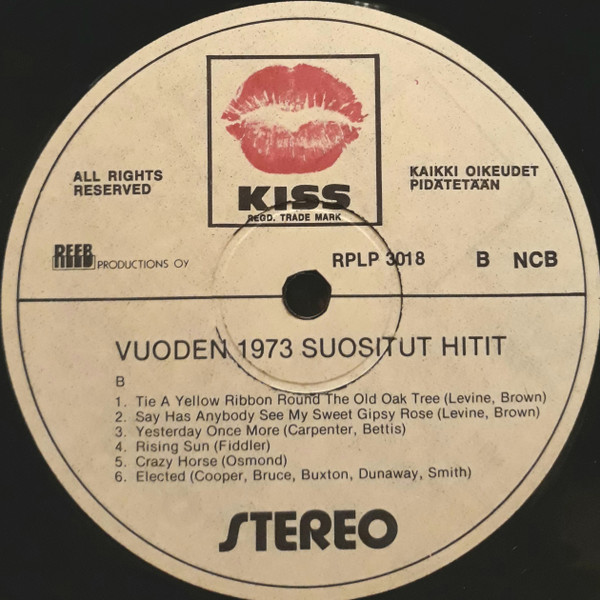 KISS
REGD. TRADE MARK
ALL RIGHTS
RESERVED
KAIKKI OIKEUDET
PIDÄTETÄÄN
REEB PRODUCTIONS OY
RPLP 3018 B NCB
VUODEN 1973 SUOSITUT HITIT
B
1. Tie A Yellow Ribbon Round The Old Oak Tree (Levine, Brown)
2. Say Has Anybody See My Sweet Gipsy Rose (Levine, Brown)
3. Yesterday Once More (Carpenter, Bettis)
4. Rising Sun (Fiddler)
5. Crazy Horse (Osmond)
6. Elected (Cooper, Bruce, Buxton, Dunaway, Smith)
STEREO